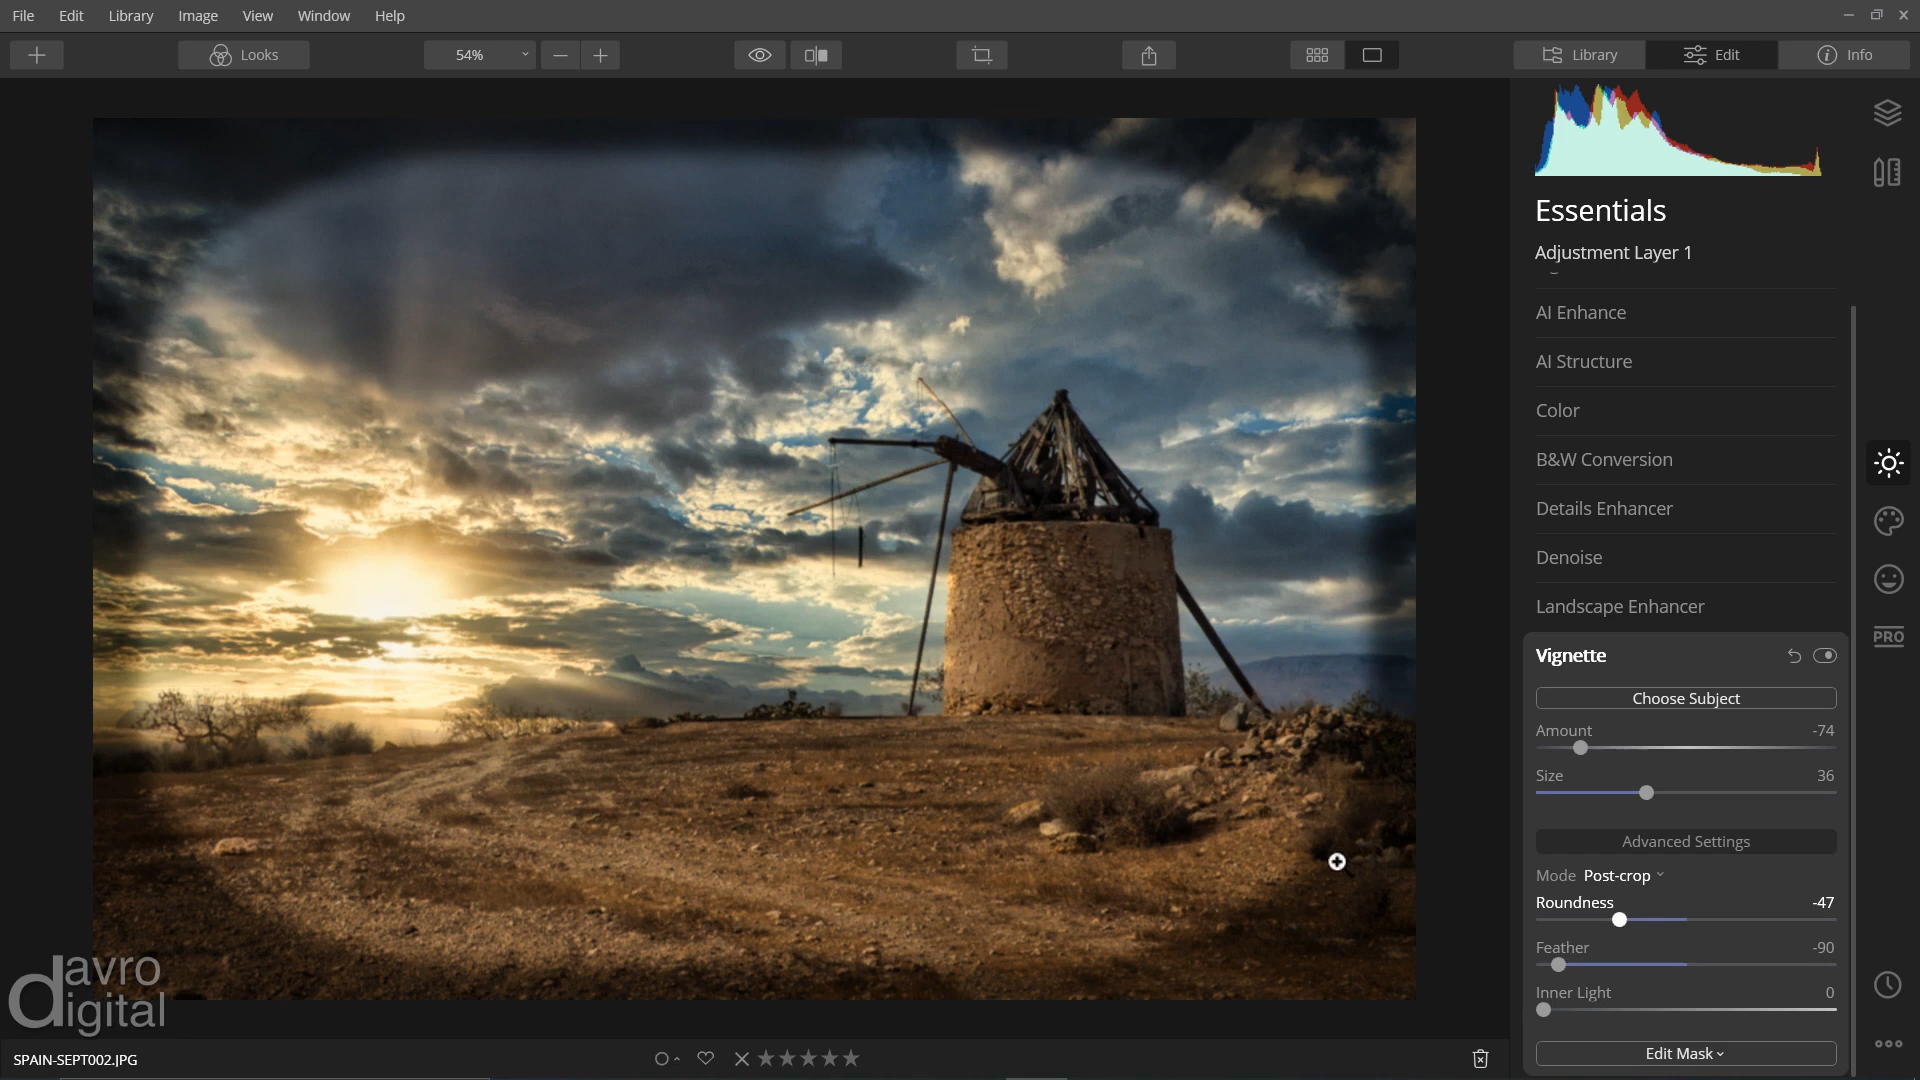 File Edit Library Image View Window Help
Looks 54% Library Edit Info
Essentials
Adjustment Layer 1
AI Enhance
AI Structure
Color
B&W Conversion
Details Enhancer
Denoise
Landscape Enhancer
PRO
Vignette
Choose Subject
Amount -74
Size 36
Advanced Settings
Mode Post-crop
Roundness -47
Feather -90
Inner Light 0
Edit Mask
davro
digital
SPAIN-SEPT002.JPG